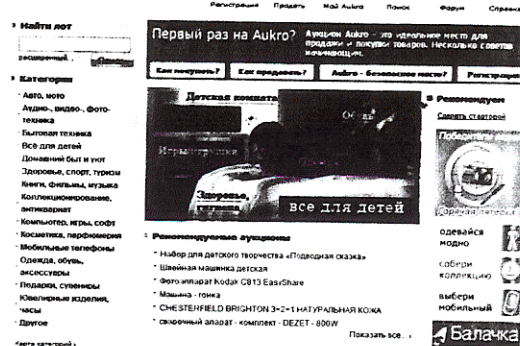 Регистрация Продать Мой Aukro Поиск Форум Справка
Найти лот
расширенный...
Категории
Авто, мото
Аудио-, видео-, фото-
техника
Бытовая техника
Всё для детей
Домашний быт и уют
Здоровье, спорт, туризм
Книги, фильмы, музыка
Коллекционирование,
антиквариат
Компьютер, игры, софт
Косметика, парфюмерия
Мобильные телефоны
Одежда, обувь,
аксессуары
Подарки, сувениры
Ювелирные изделия,
часы
Другое
Карта категорий
Первый раз на Aukro?
Аукцион Aukro - это идеальное место для
продажи и покупки товаров. Несколько советов
начинающим.
Как покупать?
Как продавать?
Aukro - безопасное место?
Регистрация
Детская комната
Обувь
Игры-игрушки
Здоровье,
все для детей
Рекомендуемые аукционы
Набор для детского творчества «Подводная сказка»
Швейная машинка детская
Фотоаппарат Kodak C813 EasyShare
Машина - гонка
CHESTERFIELD BRIGHTON 3+2+1 НАТУРАЛЬНАЯ КОЖА
сварочный апарат - комплект - DEZET - 800W
Показать все...
Рекомендуем
Сделать стартовой
Победитель
одевайся
модно
собери
коллекцию
выбери
мобильный
Балачка